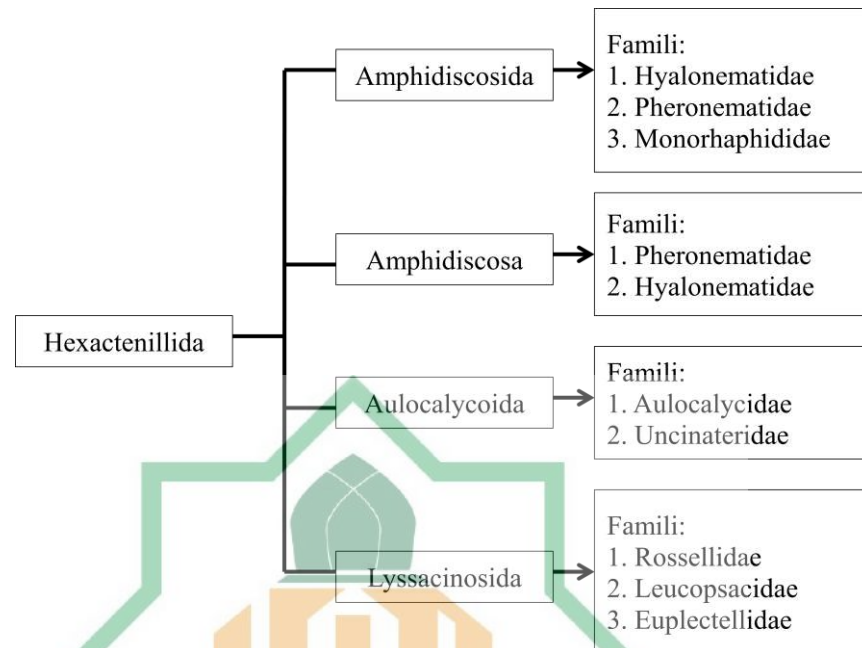 Hexactenillida
Amphidiscosida
Famili:
1. Hyalonematidae
2. Pheronematidae
3. Monorhaphididae
Amphidiscosa
Famili:
1. Pheronematidae
2. Hyalonematidae
Aulocalycoida
Famili:
1. Aulocalycidae
2. Uncinateridae
Lyssacinosida
Famili:
1. Rossellidae
2. Leucopsacidae
3. Euplectellidae